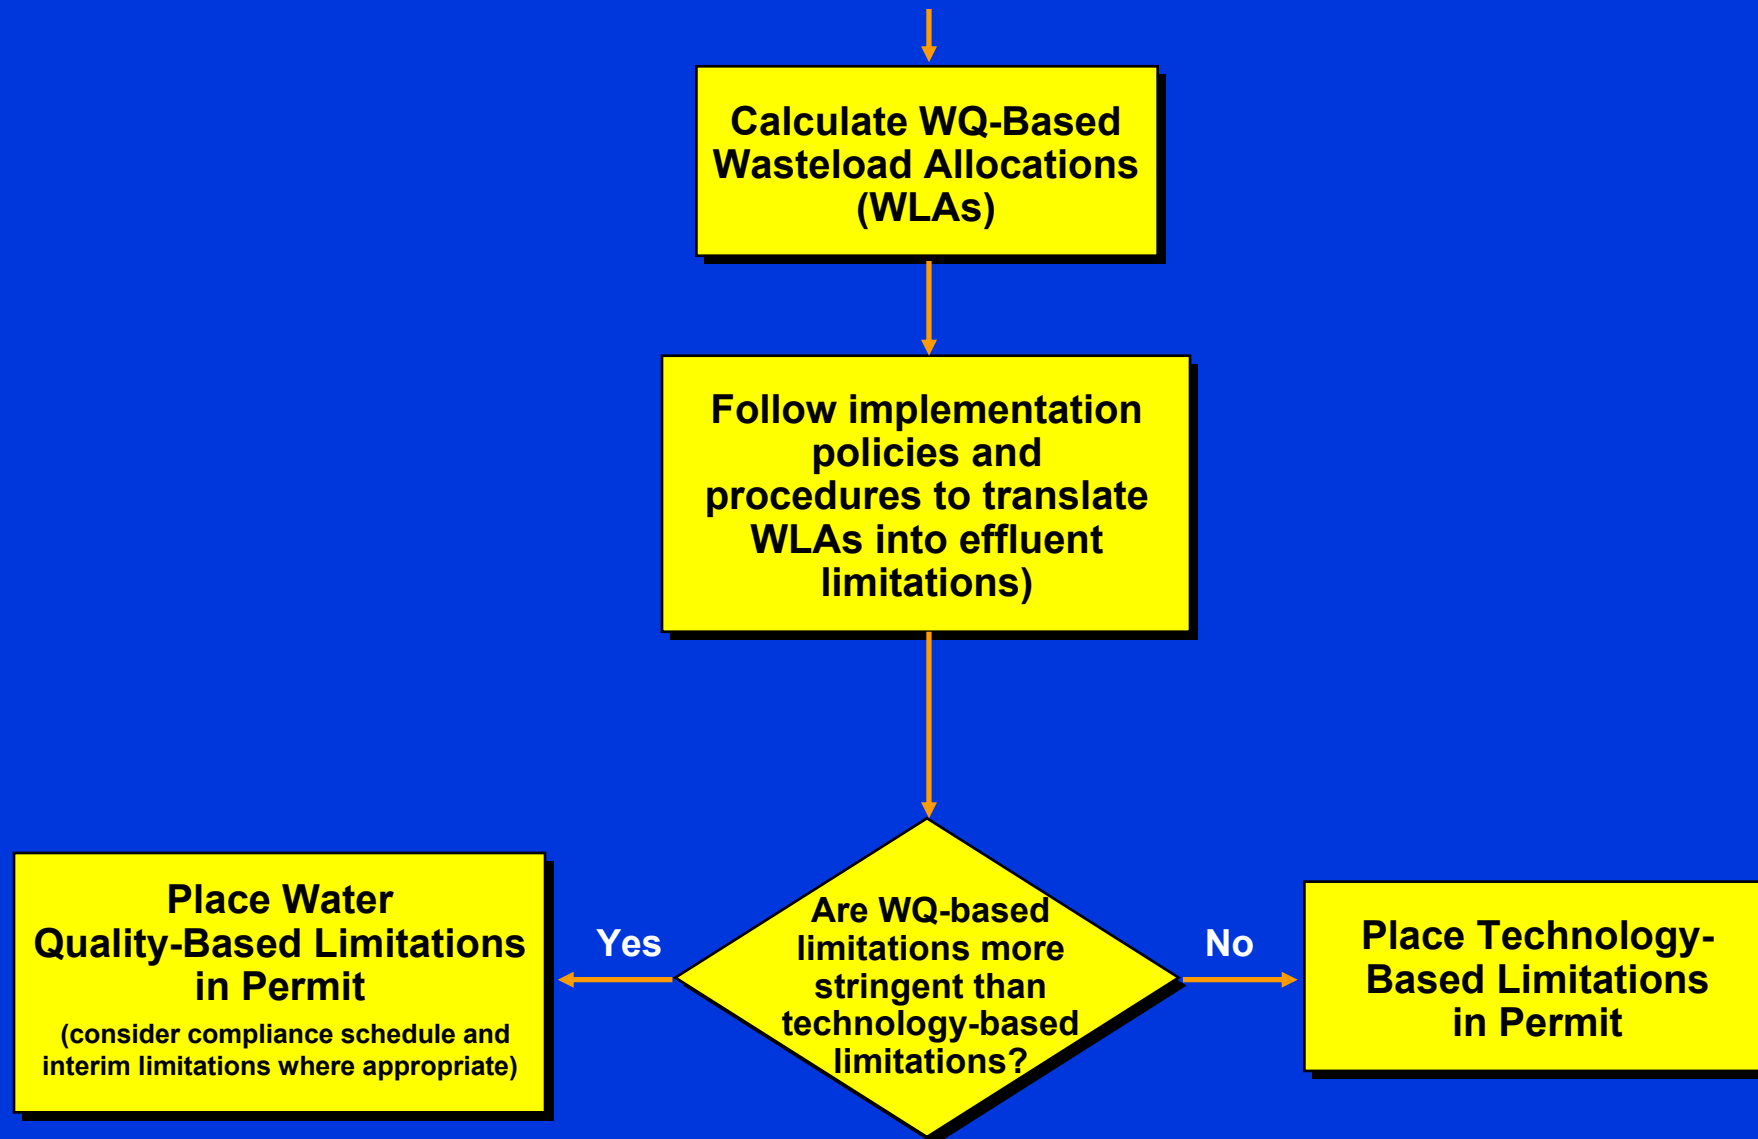 Calculate WQ-Based
Wasteload Allocations
(WLAs)
Follow implementation
policies and
procedures to translate
WLAs into effluent
limitations)
Are WQ-based
limitations more
stringent than
technology-based
limitations?
Yes
No
Place Water
Quality-Based Limitations
in Permit
(consider compliance schedule and
interim limitations where appropriate)
Place Technology-
Based Limitations
in Permit